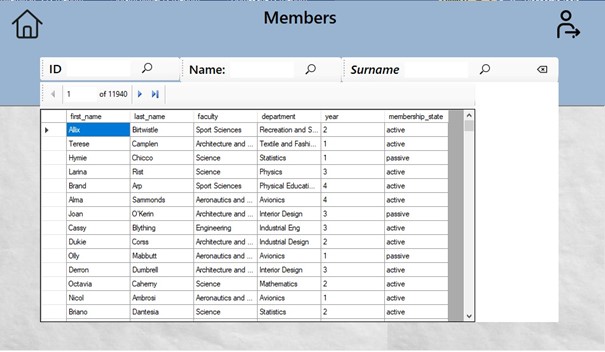 Members
ID Name: Surname
1 of 11940
first_name last_name faculty department year membership_state
Allix Birtwistle Sport Sciences Recreation and S... 2 active
Terese Camplen Architecture and ... Textile and Fashi... 1 active
Hymie Chicco Science Statistics 1 passive
Larina Rist Science Physics 3 active
Brand Arp Sport Sciences Physical Educati... 4 active
Alma Sammonds Aeronautics and ... Avionics 4 active
Joan O'Kerin Architecture and ... Interior Design 3 passive
Cassy Blything Engineering Industrial Eng 3 active
Dukie Corss Architecture and ... Industrial Design 2 active
Olly Mabbutt Aeronautics and ... Avionics 1 passive
Derron Dumbrell Architecture and ... Interior Design 3 active
Octavia Caherny Science Mathematics 2 active
Nicol Ambrosi Aeronautics and ... Avionics 1 active
Briano Dantesia Science Statistics 2 active